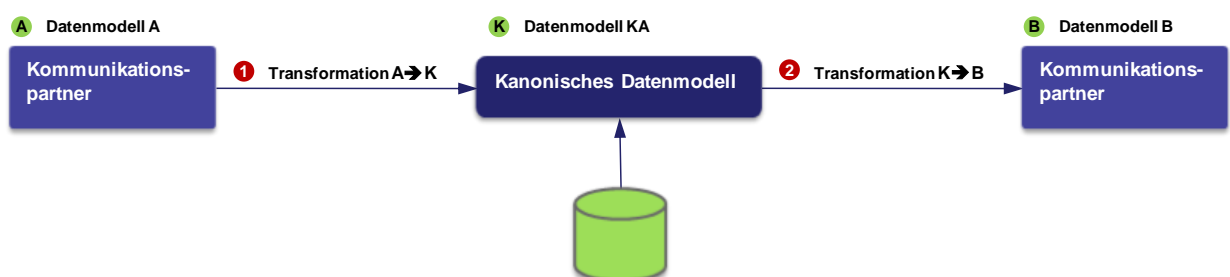 A Datenmodell A
K Datenmodell KA
B Datenmodell B
Kommunikations-
partner
1 Transformation A➔K
Kanonisches Datenmodell
2 Transformation K➔B
Kommunikations-
partner